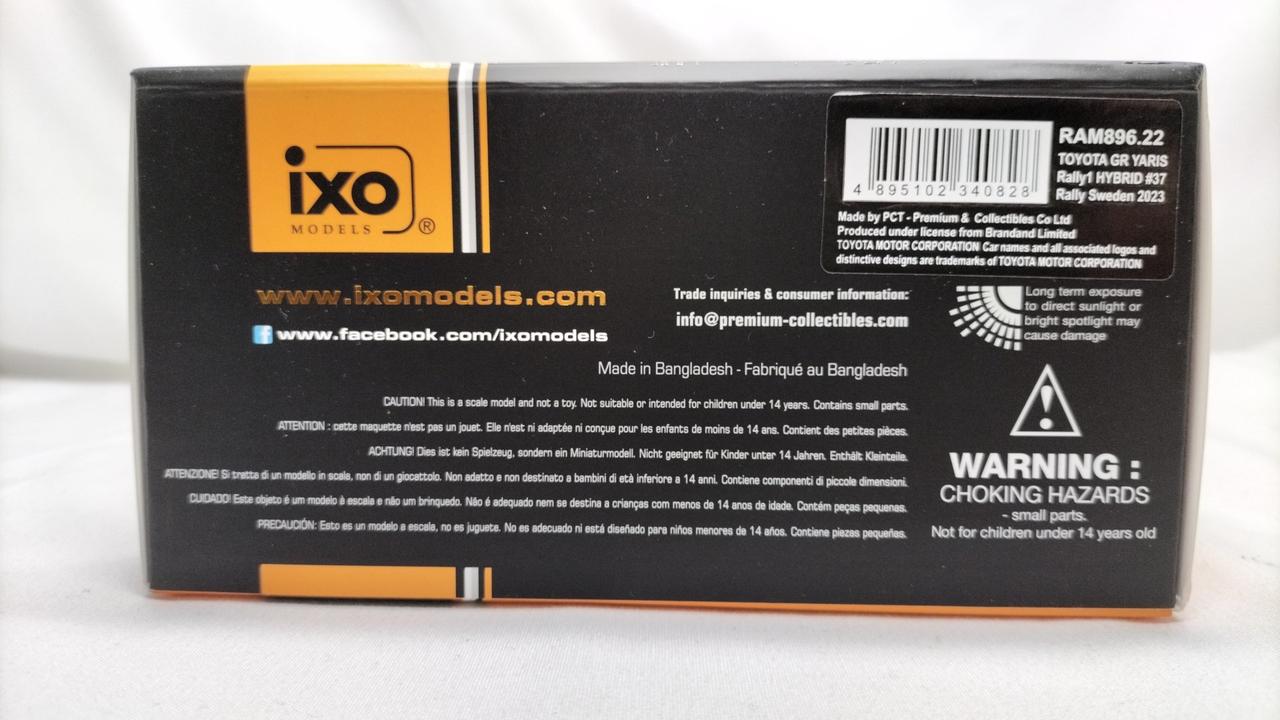 ixo
MODELS ®
4 895102 340828
RAM896.22
TOYOTA GR YARIS
Rally1 HYBRID #37
Rally Sweden 2023
Made by PCT - Premium & Collectibles Co Ltd
Produced under license from Brandand Limited
TOYOTA MOTOR CORPORATION Car names and all associated logos and
distinctive designs are trademarks of TOYOTA MOTOR CORPORATION
www.ixomodels.com
f www.facebook.com/ixomodels
Trade inquiries & consumer information:
info@premium-collectibles.com
Long term exposure
to direct sunlight or
bright spotlight may
cause damage
Made in Bangladesh - Fabriqué au Bangladesh
CAUTION! This is a scale model and not a toy. Not suitable or intended for children under 14 years. Contains small parts.
ATTENTION : cette maquette n'est pas un jouet. Elle n'est ni adaptée ni conçue pour les enfants de moins de 14 ans. Contient des petites pièces.
ACHTUNG! Dies ist kein Spielzeug, sondern ein Miniaturmodell. Nicht geeignet für Kinder unter 14 Jahren. Enthält Kleinteile.
ATTENZIONE! Si tratta di un modello in scala, non di un giocattolo. Non adatto e non destinato a bambini di età inferiore a 14 anni. Contiene componenti di piccole dimensioni.
CUIDADO! Este objeto é um modelo à escala e não um brinquedo. Não é adequado nem se destina a crianças com menos de 14 anos de idade. Contém peças pequenas.
PRECAUCIÓN: Esto es un modelo a escala, no es juguete. No es adecuado ni está diseñado para niños menores de 14 años. Contiene piezas pequeñas.
WARNING :
CHOKING HAZARDS
- small parts.
Not for children under 14 years old